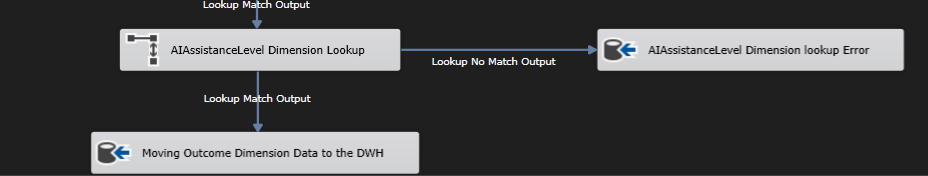 Lookup Match Output
AIAssistanceLevel Dimension Lookup
AIAssistanceLevel Dimension lookup Error
Lookup No Match Output
Lookup Match Output
Moving Outcome Dimension Data to the DWH